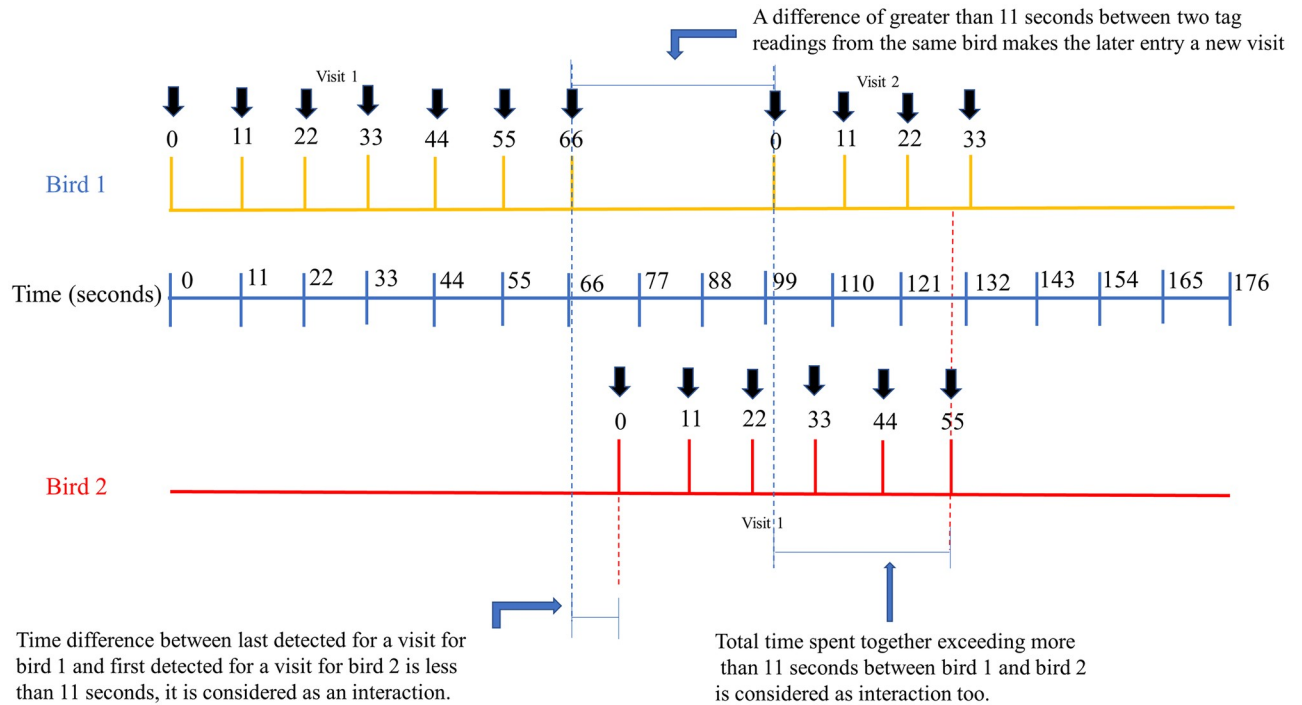 A difference of greater than 11 seconds between two tag
readings from the same bird makes the later entry a new visit
Visit 1
Visit 2
0 11 22 33 44 55 66 0 11 22 33
Bird 1
Time (seconds) 0 11 22 33 44 55 66 77 88 99 110 121 132 143 154 165 176
0 11 22 33 44 55
Bird 2
Visit 1
Time difference between last detected for a visit for
bird 1 and first detected for a visit for bird 2 is less
than 11 seconds, it is considered as an interaction.
Total time spent together exceeding more
than 11 seconds between bird 1 and bird 2
is considered as interaction too.